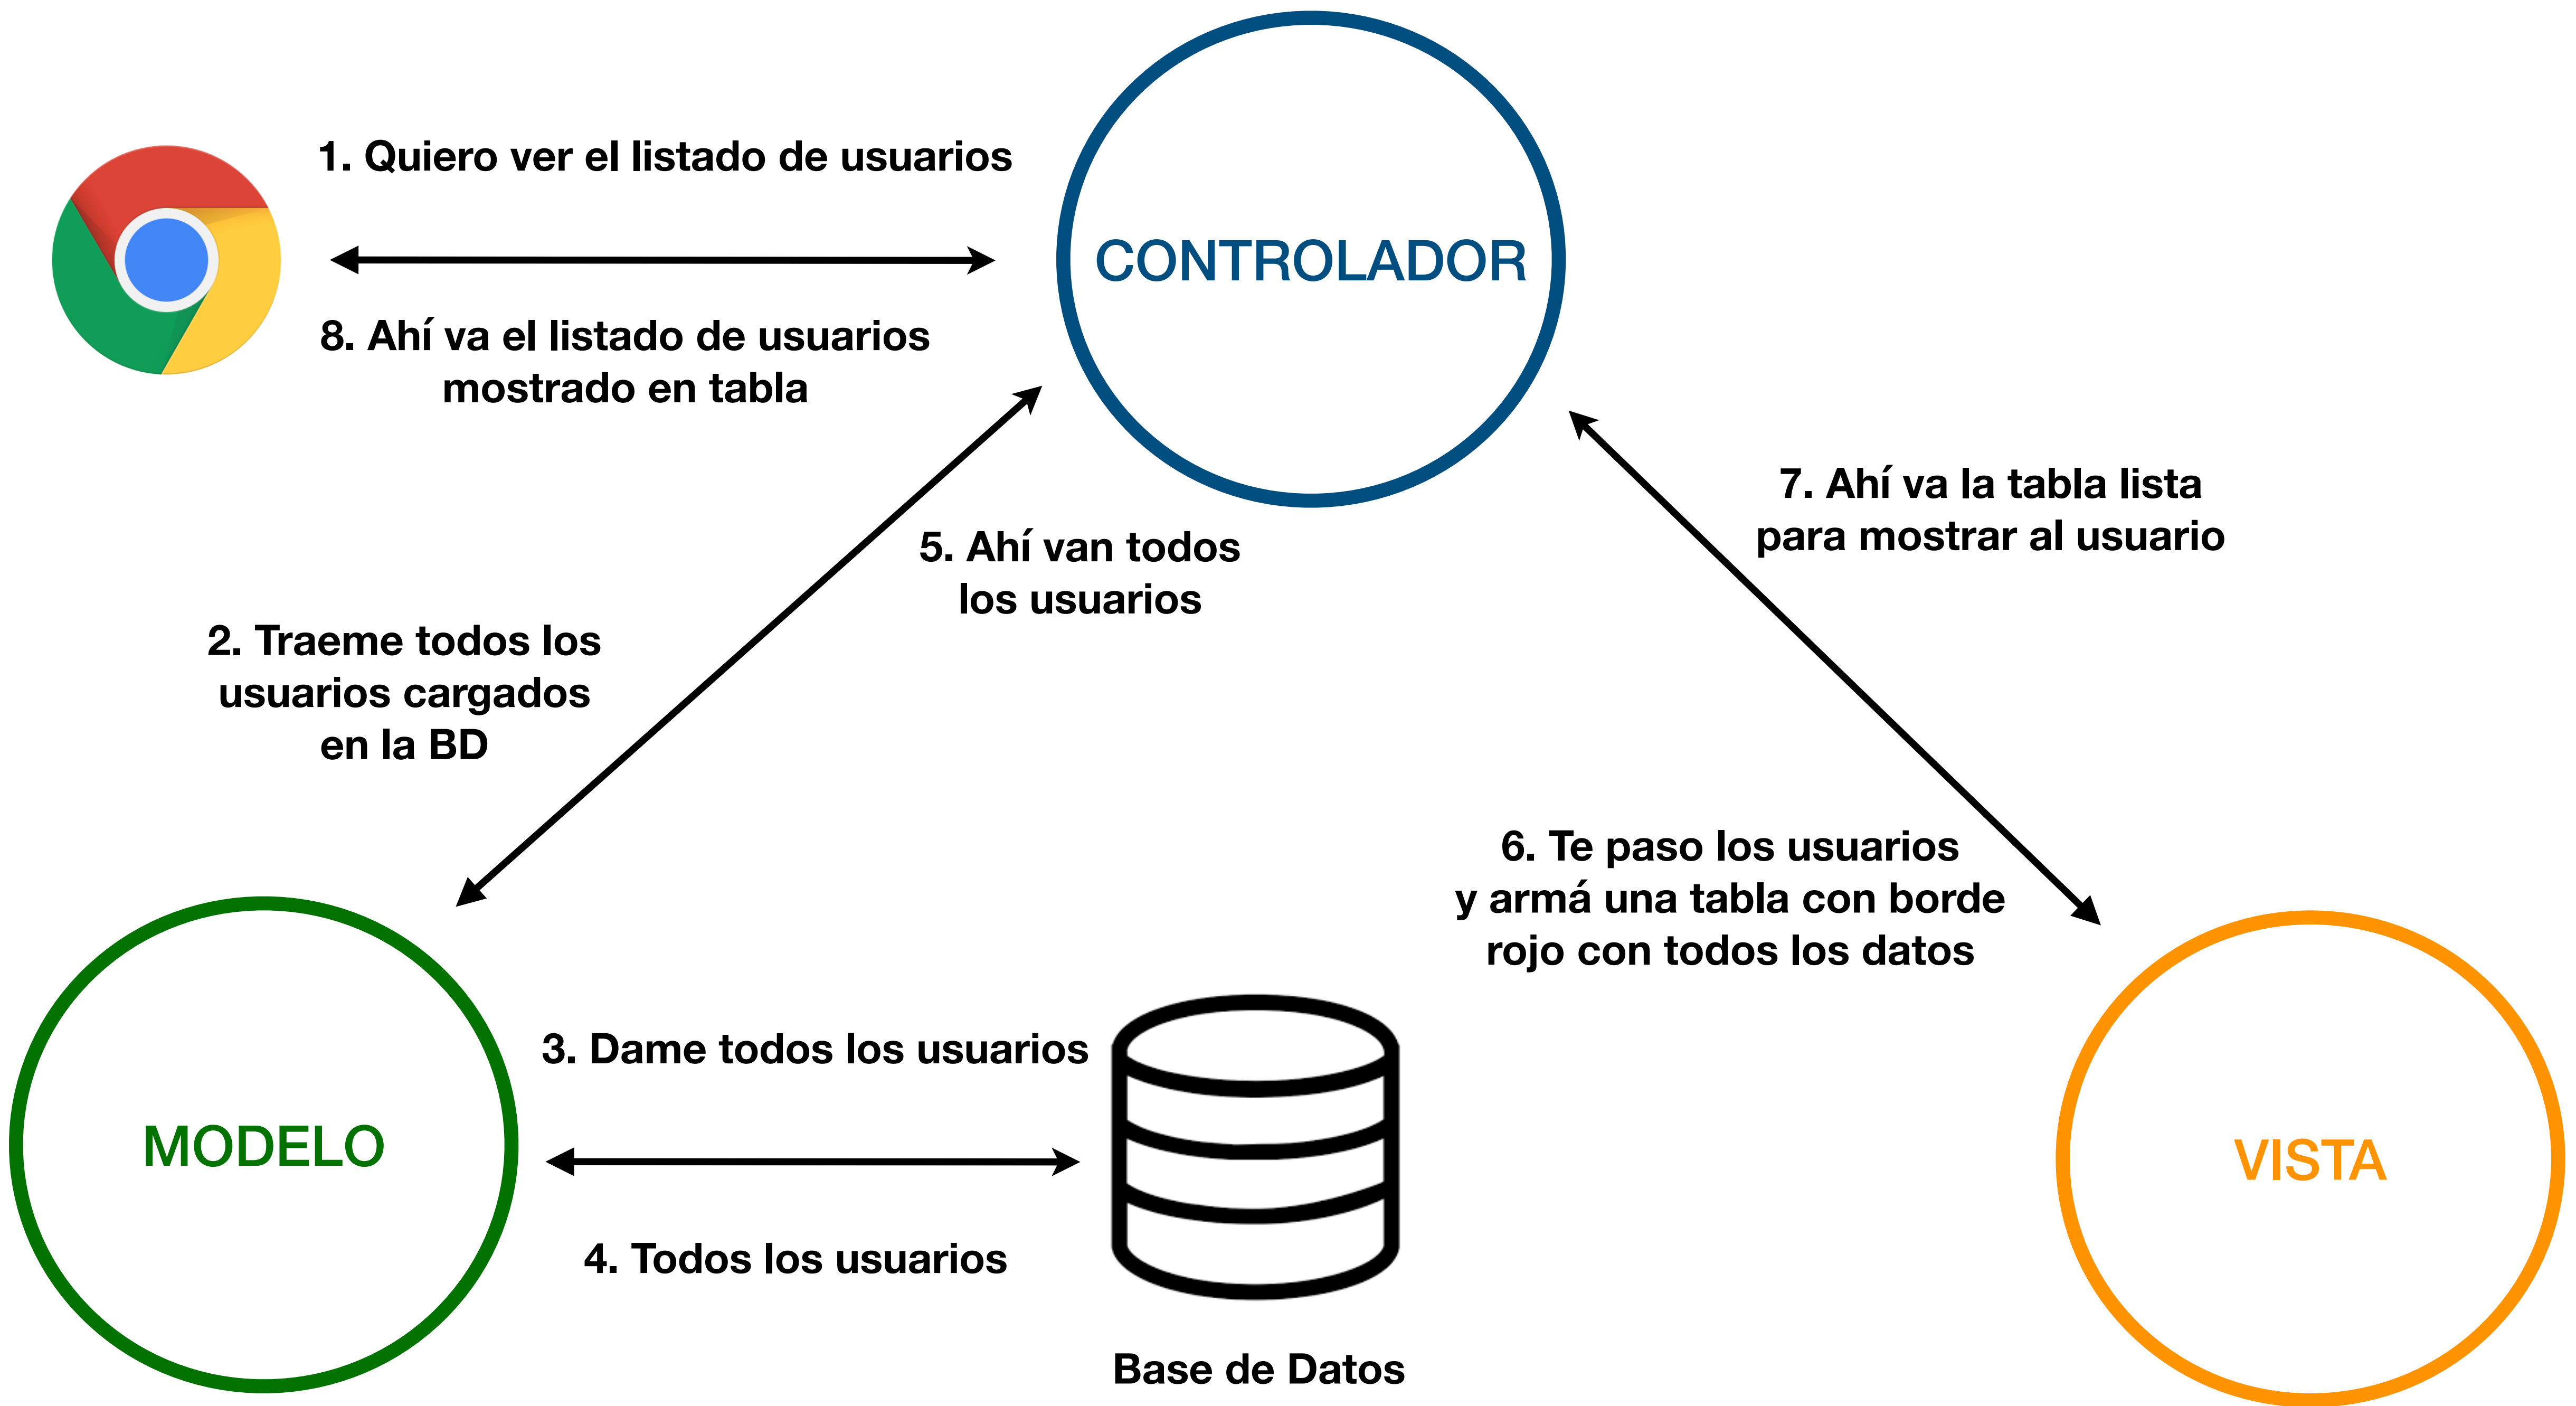 1. Quiero ver el listado de usuarios
CONTROLADOR
8. Ahí va el listado de usuarios
mostrado en tabla
7. Ahí va la tabla lista
para mostrar al usuario
5. Ahí van todos
los usuarios
2. Traeme todos los
usuarios cargados
en la BD
6. Te paso los usuarios
y armá una tabla con borde
rojo con todos los datos
3. Dame todos los usuarios
MODELO
VISTA
4. Todos los usuarios
Base de Datos